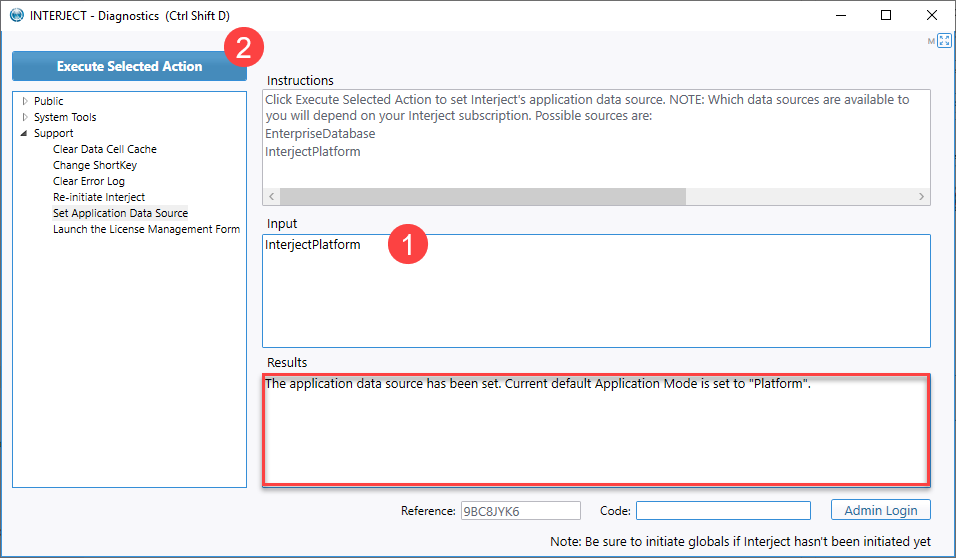 INTERJECT - Diagnostics (Ctrl Shift D)
M
2
Execute Selected Action
Public
System Tools
Support
Clear Data Cell Cache
Change ShortKey
Clear Error Log
Re-initiate Interject
Set Application Data Source
Launch the License Management Form
Instructions
Click Execute Selected Action to set Interject's application data source. NOTE: Which data sources are available to
you will depend on your Interject subscription. Possible sources are:
EnterpriseDatabase
InterjectPlatform
Input
InterjectPlatform
1
Results
The application data source has been set. Current default Application Mode is set to "Platform".
Reference: 9BC8JYK6 Code: Admin Login
Note: Be sure to initiate globals if Interject hasn't been initiated yet